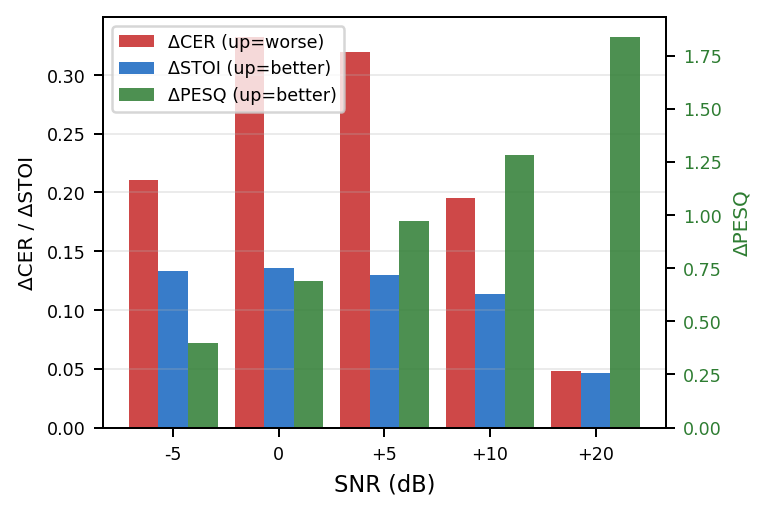 ΔCER (up=worse)
ΔSTOI (up=better)
ΔPESQ (up=better)
ΔCER / ΔSTOI
0.30
0.25
0.20
0.15
0.10
0.05
0.00
1.75
1.50
1.25
1.00
0.75
0.50
0.25
0.00
ΔPESQ
-5 0 +5 +10 +20
SNR (dB)